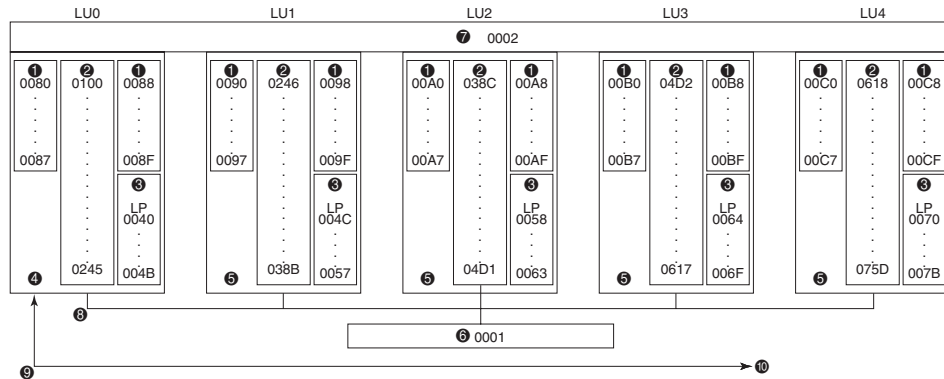 LU0 LU1 LU2 LU3 LU4
❼ 0002
❶ ❷ ❶ ❶ ❷ ❶ ❶ ❷ ❶ ❶ ❷ ❶ ❶ ❷ ❶
0080 0100 0088 0090 0246 0098 00A0 038C 00A8 00B0 04D2 00B8 00C0 0618 00C8
0087 008F 0097 009F 00A7 00AF 00B7 00BF 00C7 00CF
❸ ❸ ❸ ❸ ❸
LP LP LP LP LP
0040 004C 0058 0064 0070
0245 038B 04D1 0617 075D
❹ 004B ❺ 0057 ❺ 0063 ❺ 006F ❺ 007B
❽
❻ 0001
❾ ❿